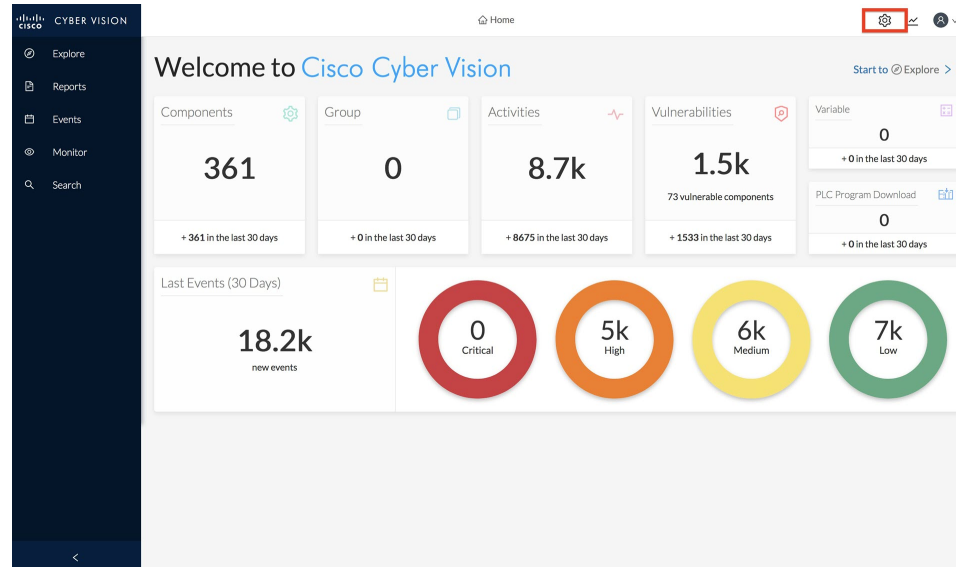 CISCO CYBER VISION
Home
Explore
Reports
Events
Monitor
Search
Welcome to Cisco Cyber Vision
Start to Explore >
Components
361
+ 361 in the last 30 days
Group
0
+ 0 in the last 30 days
Activities
8.7k
+ 8675 in the last 30 days
Vulnerabilities
1.5k
73 vulnerable components
+ 1533 in the last 30 days
Variable
0
+ 0 in the last 30 days
PLC Program Download
0
+ 0 in the last 30 days
Last Events (30 Days)
18.2k
new events
0
Critical
5k
High
6k
Medium
7k
Low